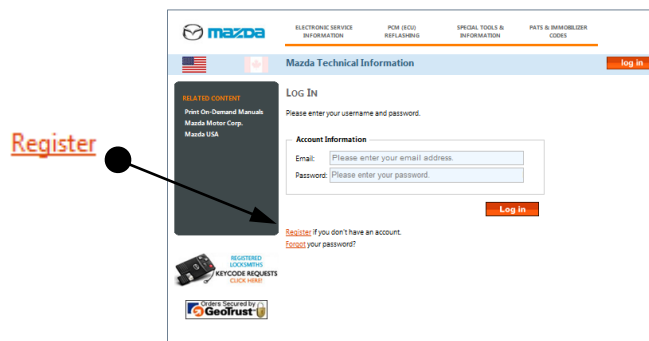 mazda
ELECTRONIC SERVICE INFORMATION
PCM (ECU) REFLASHING
SPECIAL TOOLS & INFORMATION
PATS & IMMOBILIZER CODES
Mazda Technical Information
log in
RELATED CONTENT
Print On-Demand Manuals
Mazda Motor Corp.
Mazda USA
Register
LOG IN
Please enter your username and password.
Account Information
Email: Please enter your email address.
Password: Please enter your password.
Log in
Register if you don't have an account.
Forgot your password?
REGISTERED
LOCKSMITHS
KEYCODE REQUESTS
CLICK HERE!
Orders Secured by
GeoTrust